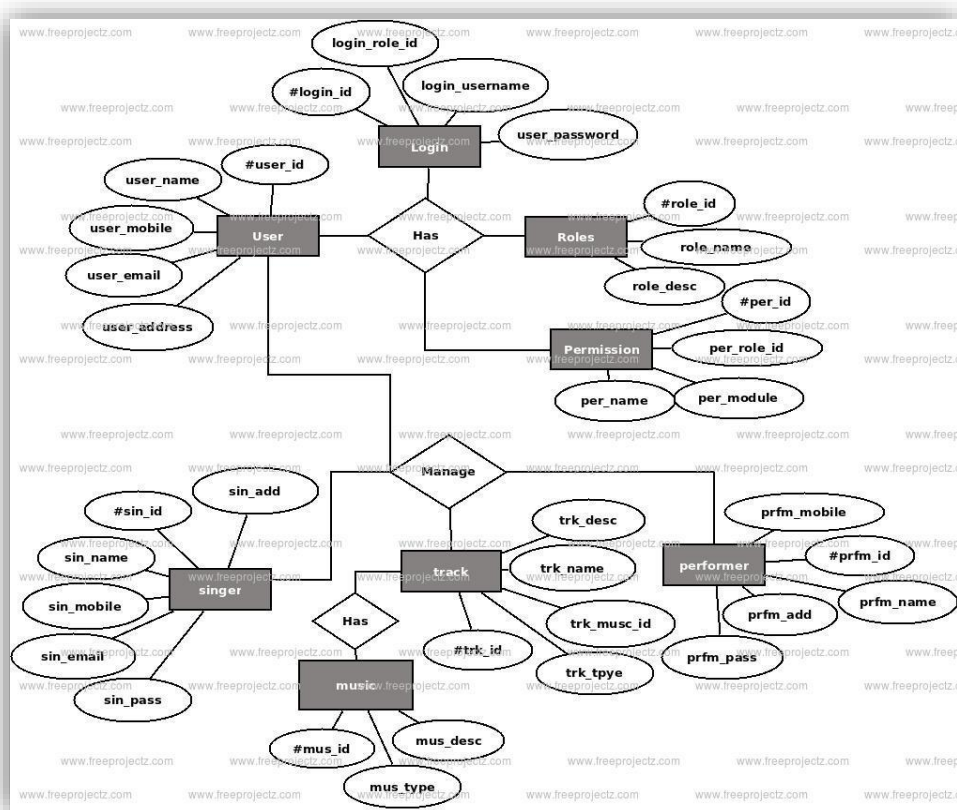 login_role_id
#login_id
login_username
user_password
Login
#user_id
user_name
user_mobile
user_email
user_address
User
Has
Roles
#role_id
role_name
role_desc
Permission
#per_id
per_role_id
per_module
per_name
Manage
sin_add
#sin_id
sin_name
sin_mobile
sin_email
sin_pass
singer
trk_desc
trk_name
trk_musc_id
trk_tpye
#trk_id
track
Has
music
#mus_id
mus_desc
mus_type
prfm_mobile
#prfm_id
performer
prfm_name
prfm_add
prfm_pass
www.freeprojectz.com